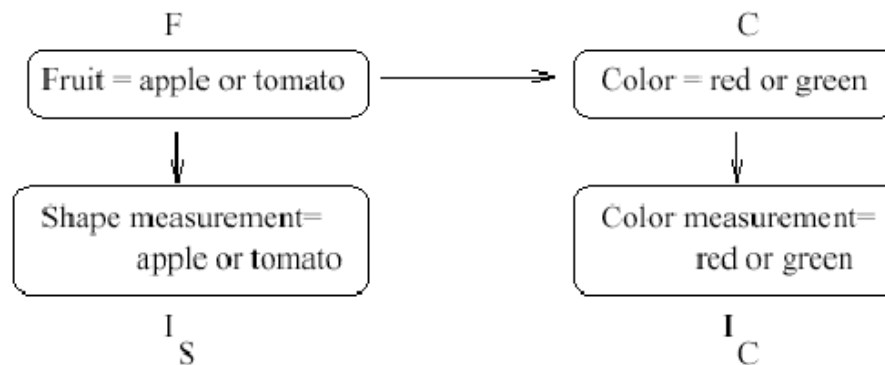 F
C
Fruit = apple or tomato
Color = red or green
Shape measurement=
apple or tomato
Color measurement=
red or green
I
S
I
C